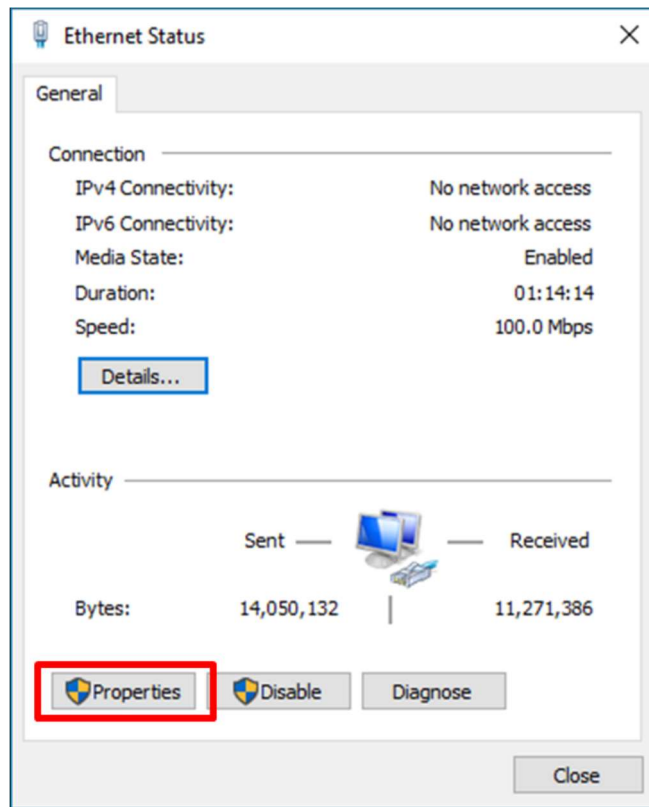 Ethernet Status
General
Connection
IPv4 Connectivity: No network access
IPv6 Connectivity: No network access
Media State: Enabled
Duration: 01:14:14
Speed: 100.0 Mbps
Details...
Activity
Sent Received
Bytes: 14,050,132 11,271,386
Properties Disable Diagnose
Close